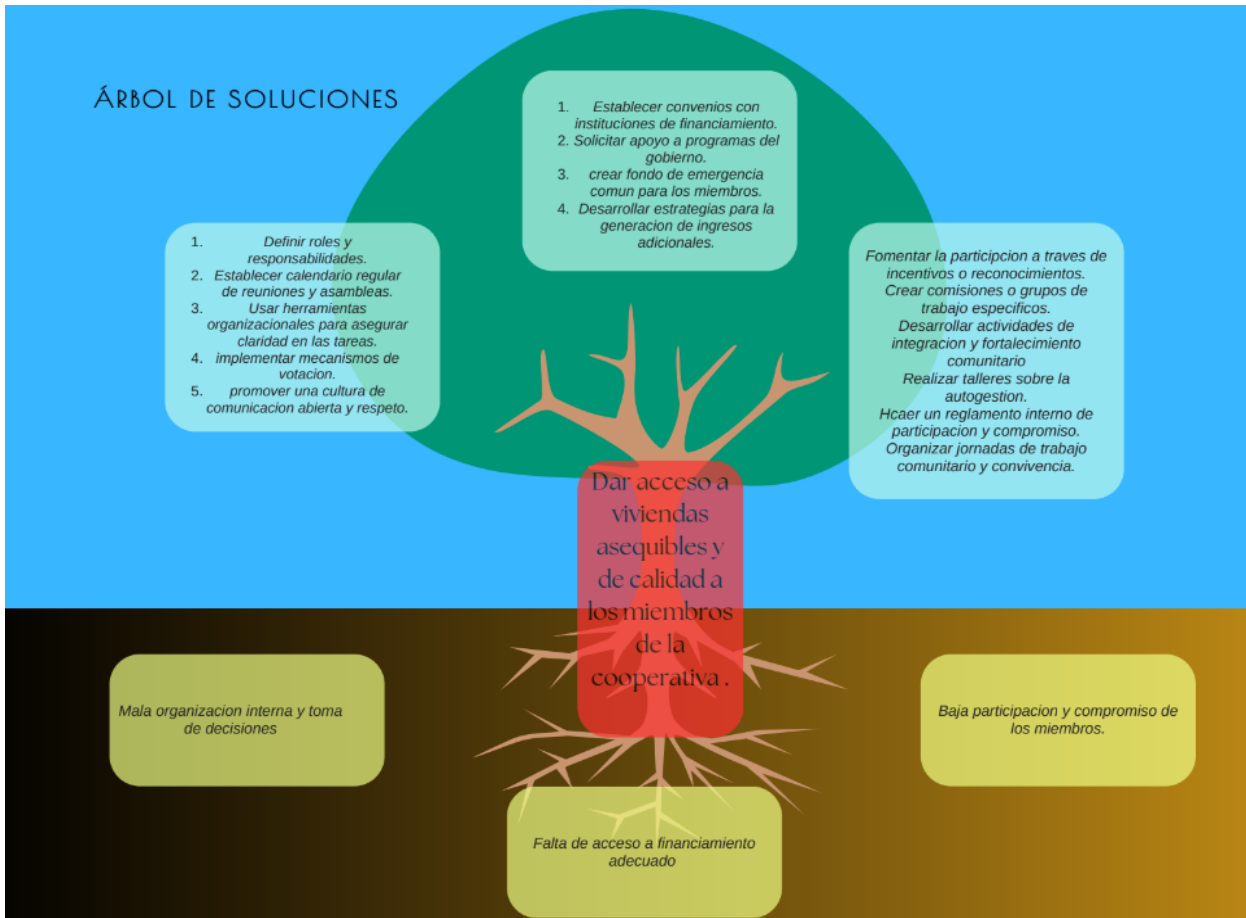 ÁRBOL DE SOLUCIONES
1. Establecer convenios con
instituciones de financiamiento.
2. Solicitar apoyo a programas del
gobierno.
3. crear fondo de emergencia
comun para los miembros.
4. Desarrollar estrategias para la
generacion de ingresos
adicionales.
1. Definir roles y
responsabilidades.
2. Establecer calendario regular
de reuniones y asambleas.
3. Usar herramientas
organizacionales para asegurar
claridad en las tareas.
4. implementar mecanismos de
votacion.
5. promover una cultura de
comunicacion abierta y respeto.
Fomentar la participcion a traves de
incentivos o reconocimientos.
Crear comisiones o grupos de
trabajo especificos.
Desarrollar actividades de
integracion y fortalecimiento
comunitario
Realizar talleres sobre la
autogestion.
Hcaer un reglamento interno de
participacion y compromiso.
Organizar jornadas de trabajo
comunitario y convivencia.
Dar acceso a
viviendas
asequibles y
de calidad a
los miembros
de la
cooperativa .
Mala organizacion interna y toma
de decisiones
Baja participacion y compromiso de
los miembros.
Falta de acceso a financiamiento
adecuado